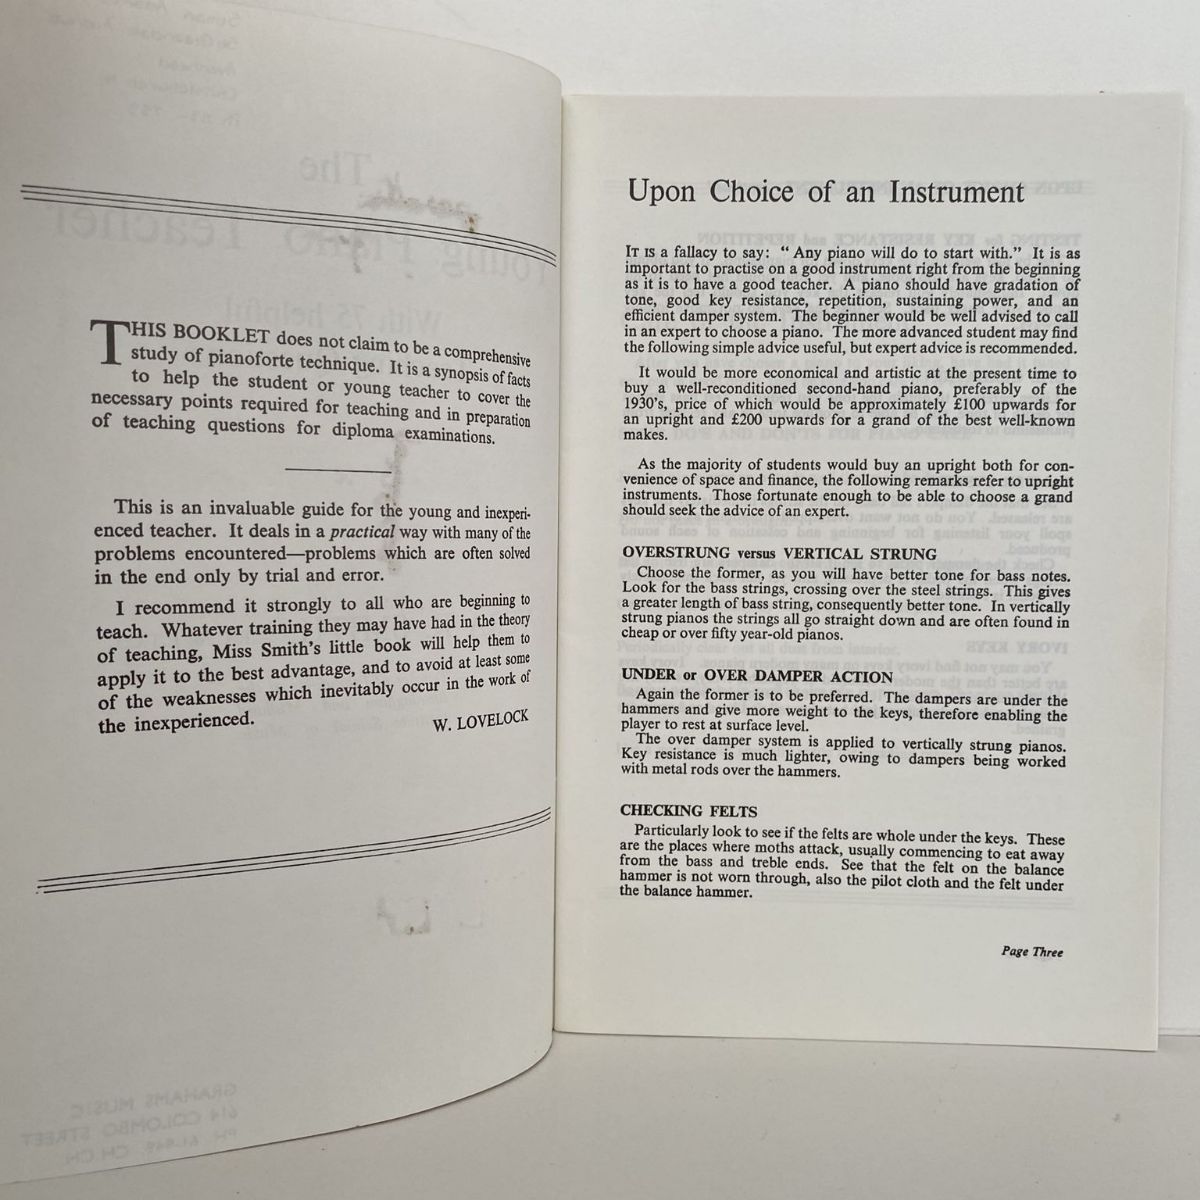 THIS BOOKLET does not claim to be a comprehensive
study of pianoforte technique. It is a synopsis of facts
to help the student or young teacher to cover the
necessary points required for teaching and in preparation
of teaching questions for diploma examinations.
This is an invaluable guide for the young and inexperi-
enced teacher. It deals in a practical way with many of the
problems encountered—problems which are often solved
in the end only by trial and error.
I recommend it strongly to all who are beginning to
teach. Whatever training they may have had in the theory
of teaching, Miss Smith's little book will help them to
apply it to the best advantage, and to avoid at least some
of the weaknesses which inevitably occur in the work of
the inexperienced.
W. LOVELOCK
Upon Choice of an Instrument
IT IS a fallacy to say: “ Any piano will do to start with.” It is as
important to practise on a good instrument right from the beginning
as it is to have a good teacher. A piano should have gradation of
tone, good key resistance, repetition, sustaining power, and an
efficient damper system. The beginner would be well advised to call
in an expert to choose a piano. The more advanced student may find
the following simple advice useful, but expert advice is recommended.
It would be more economical and artistic at the present time to
buy a well-reconditioned second-hand piano, preferably of the
1930's, price of which would be approximately £100 upwards for
an upright and £200 upwards for a grand of the best well-known
makes.
As the majority of students would buy an upright both for con-
venience of space and finance, the following remarks refer to upright
instruments. Those fortunate enough to be able to choose a grand
should seek the advice of an expert.
OVERSTRUNG versus VERTICAL STRUNG
Choose the former, as you will have better tone for bass notes.
Look for the bass strings, crossing over the steel strings. This gives
a greater length of bass string, consequently better tone. In vertically
strung pianos the strings all go straight down and are often found in
cheap or over fifty year-old pianos.
UNDER or OVER DAMPER ACTION
Again the former is to be preferred. The dampers are under the
hammers and give more weight to the keys, therefore enabling the
player to rest at surface level.
The over damper system is applied to vertically strung pianos.
Key resistance is much lighter, owing to dampers being worked
with metal rods over the hammers.
CHECKING FELTS
Particularly look to see if the felts are whole under the keys. These
are the places where moths attack, usually commencing to eat away
from the bass and treble ends. See that the felt on the balance
hammer is not worn through, also the pilot cloth and the felt under
the balance hammer.
Page Three